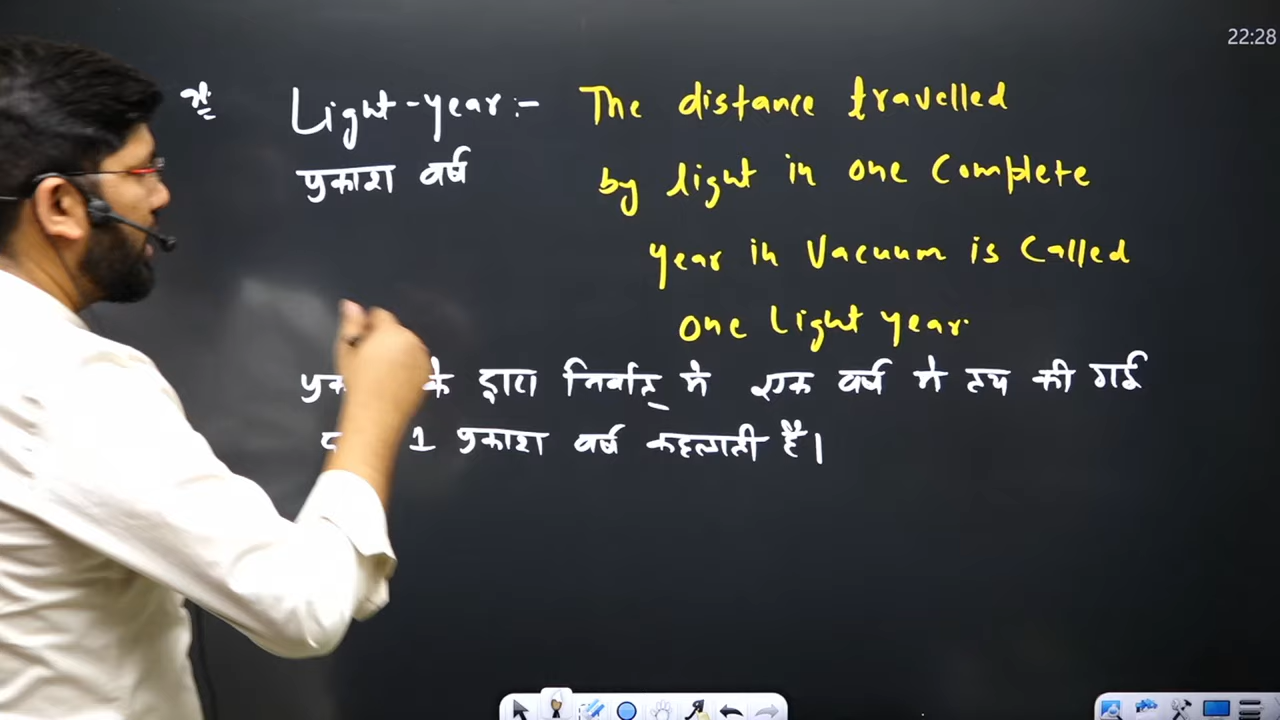 22:28
Light-year:- The distance travelled
प्रकाश वर्ष by light in one Complete
year in Vacuum is Called
one light year.
के द्वारा निर्वात में एक वर्ष में तय की गई
1 प्रकाश वर्ष कहलाती है।